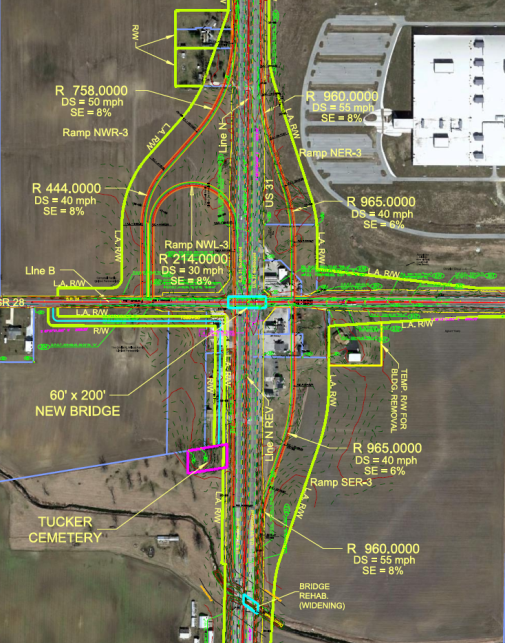 R/W
R 758.0000
DS = 50 mph
SE = 8%
L.A. R/W
Ramp NWR-3
Line N
R 960.0000
DS = 55 mph
SE = 8%
L.A. R/W
Ramp NER-3
US 31
R 444.0000
DS = 40 mph
SE = 8%
R 965.0000
DS = 40 mph
SE = 6%
L.A. R/W
Ramp NWL-3
R 214.0000
DS = 30 mph
SE = 8%
L.A. R/W
Line B
L.A. R/W
L.A. R/W
SR 28
L.A. R/W
R/W
L.A. R/W
60' x 200'
NEW BRIDGE
R/W
L.A. R/W
Line N REV
L.A. R/W
TEMP. R/W FOR
BLDG. REMOVAL
R 965.0000
DS = 40 mph
SE = 6%
Ramp SER-3
L.A. R/W
L.A. R/W
TUCKER
CEMETERY
R 960.0000
DS = 55 mph
SE = 8%
BRIDGE
REHAB.
(WIDENING)